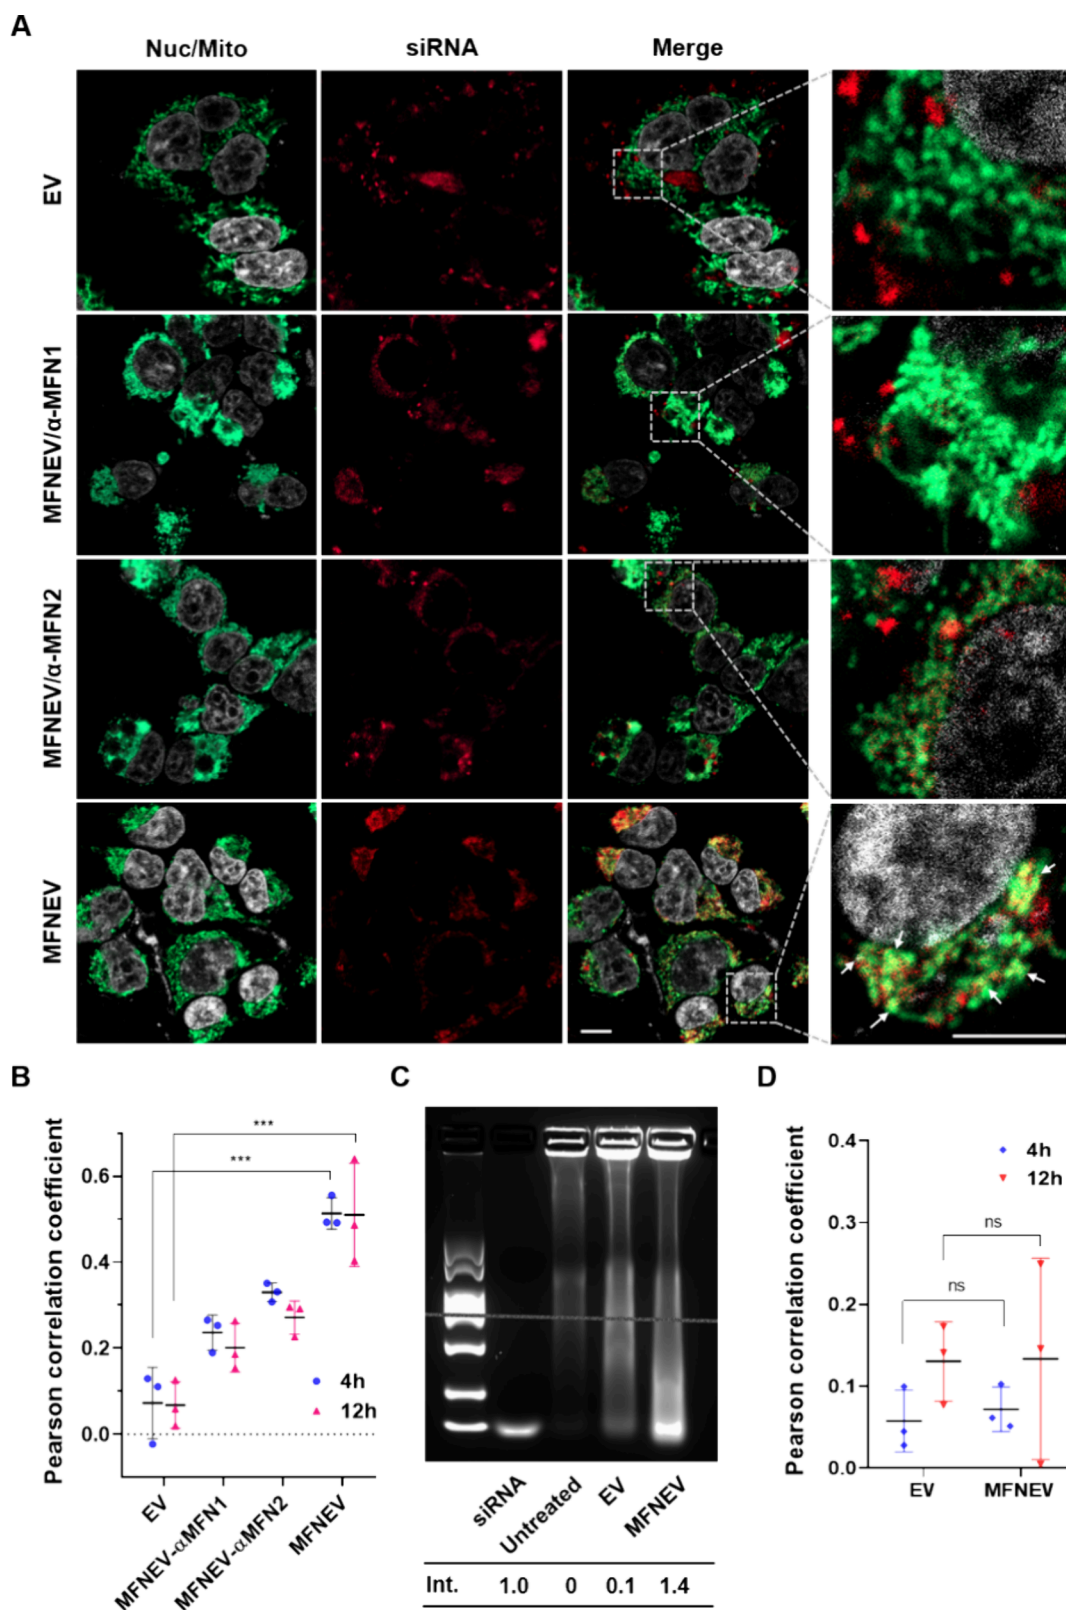 A
Nuc/Mito siRNA Merge
EV
MFNEV/α-MFN1
MFNEV/α-MFN2
MFNEV
B
Pearson correlation coefficient
0.6
0.4
0.2
0.0
***
***
4h
12h
EV
MFNEV-αMFN1
MFNEV-αMFN2
MFNEV
C
siRNA
Untreated
EV
MFNEV
Int. 1.0 0 0.1 1.4
D
Pearson correlation coefficient
0.4
0.3
0.2
0.1
0.0
4h
12h
ns
ns
EV MFNEV